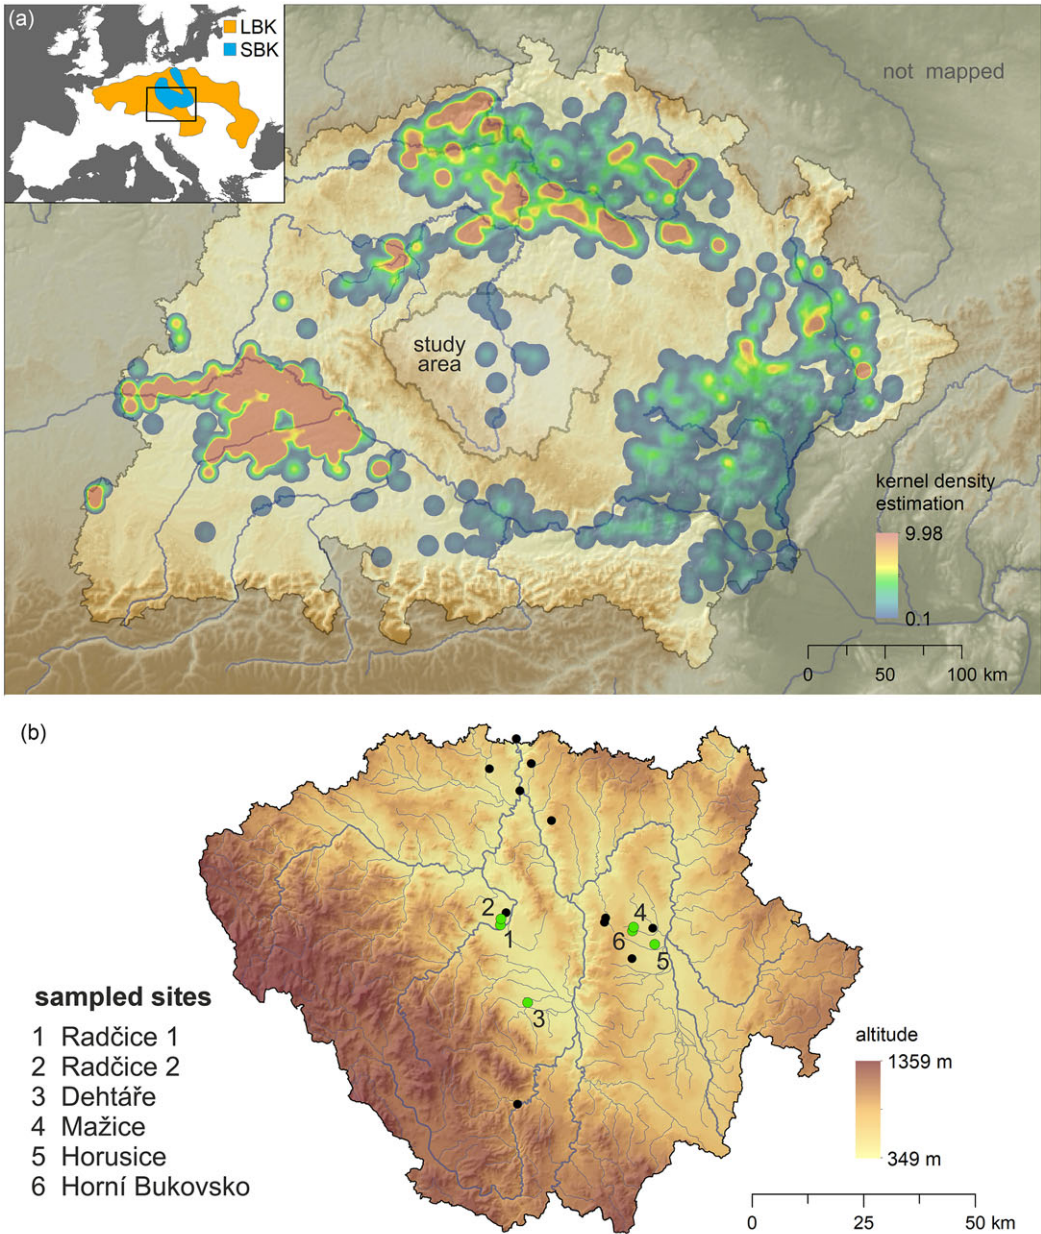 (a)
LBK
SBK
not mapped
study
area
kernel density
estimation
9.98
0.1
0 50 100 km
(b)
2
1
4
6
5
3
sampled sites
1 Radčice 1
2 Radčice 2
3 Dehtáře
4 Mažice
5 Horusice
6 Horní Bukovsko
altitude
1359 m
349 m
0 25 50 km